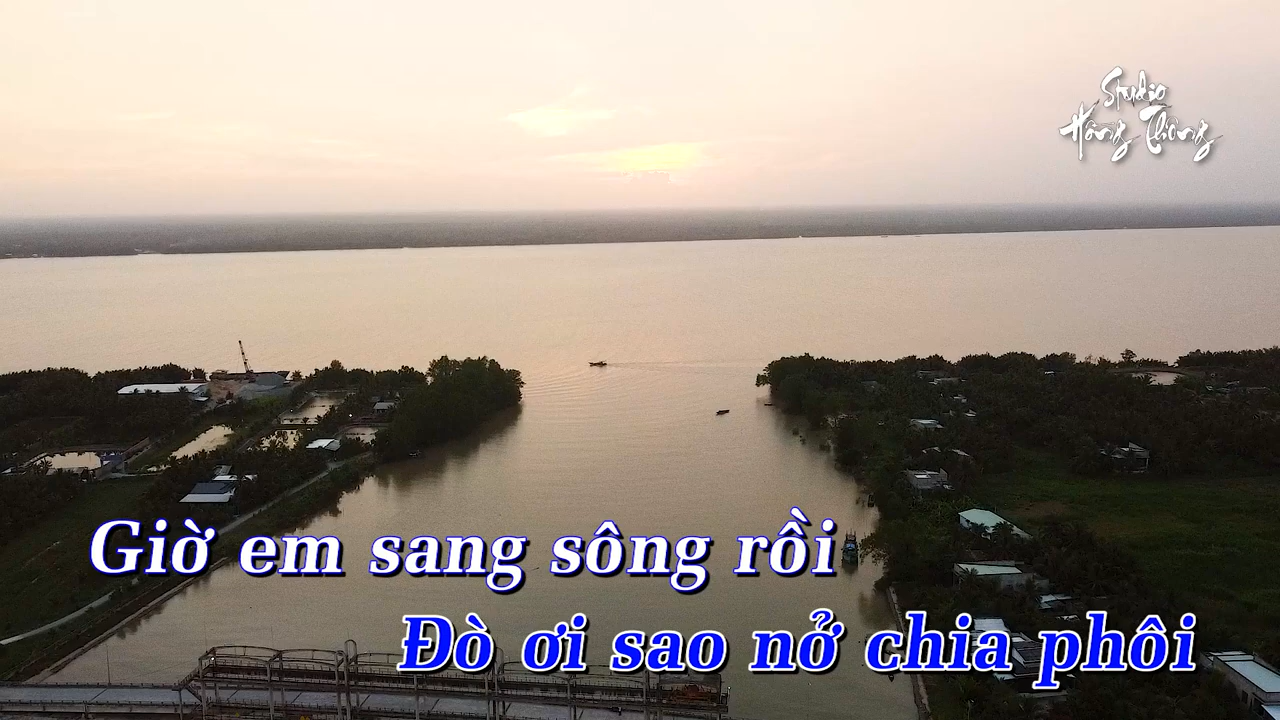 Studio
Hồng Thông
Giờ em sang sông rồi
Đò ơi sao nở chia phôi